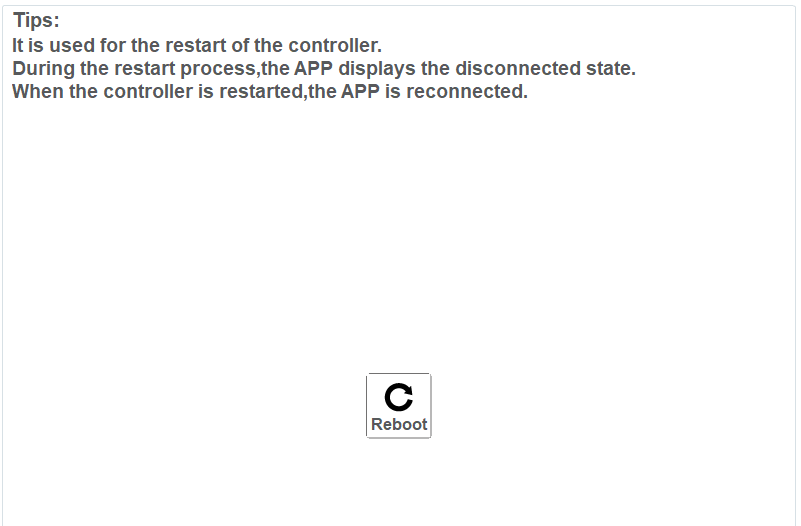 Tips:
It is used for the restart of the controller.
During the restart process,the APP displays the disconnected state.
When the controller is restarted,the APP is reconnected.
Reboot